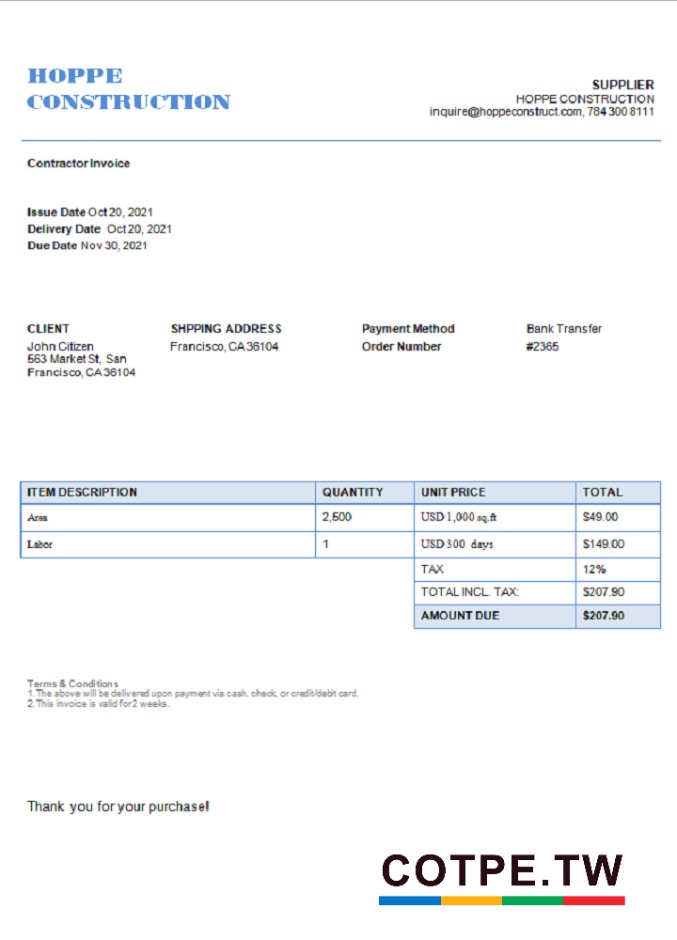 HOPPE
CONSTRUCTION
SUPPLIER
HOPPE CONSTRUCTION
inquire@hoppeconstruct.com, 784 300 8111
Contractor Invoice
Issue Date Oct 20, 2021
Delivery Date Oct 20, 2021
Due Date Nov 30, 2021
CLIENT
John Citizen
563 Market St, San
Francisco, CA 36104
SHPPING ADDRESS
Francisco, CA 36104
Payment Method Bank Transfer
Order Number #2365
ITEM DESCRIPTION QUANTITY UNIT PRICE TOTAL
Area 2,500 USD 1,000 sq.ft $49.00
Labor 1 USD 300 days $149.00
TAX 12%
TOTAL INCL. TAX: $207.90
AMOUNT DUE $207.90
Terms & Conditions
1. The above will be delivered upon payment via cash, check, or credit/debit card.
2. This invoice is valid for 2 weeks.
Thank you for your purchase!
COTPE.TW